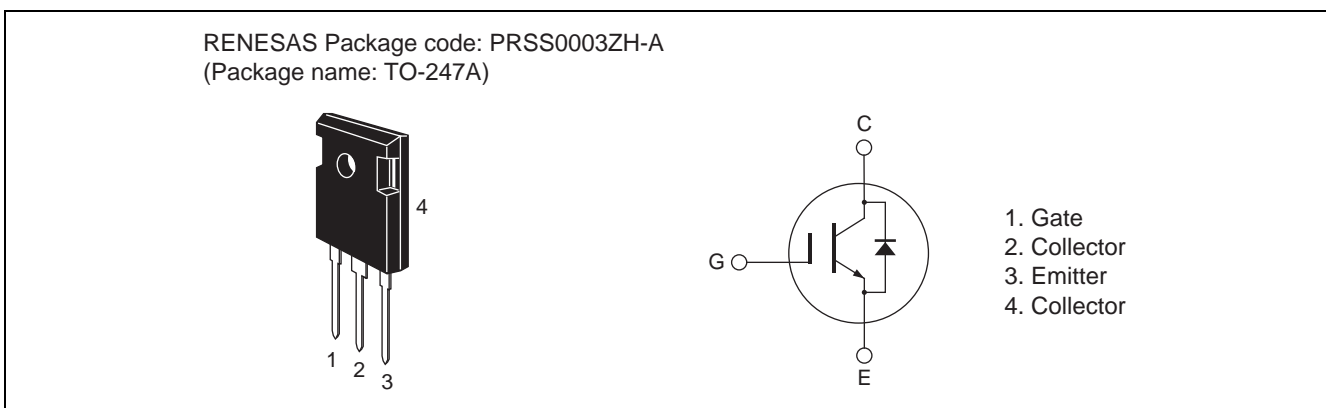 RENESAS Package code: PRSS0003ZH-A
(Package name: TO-247A)
4
1
2
3
C
G
E
1. Gate
2. Collector
3. Emitter
4. Collector